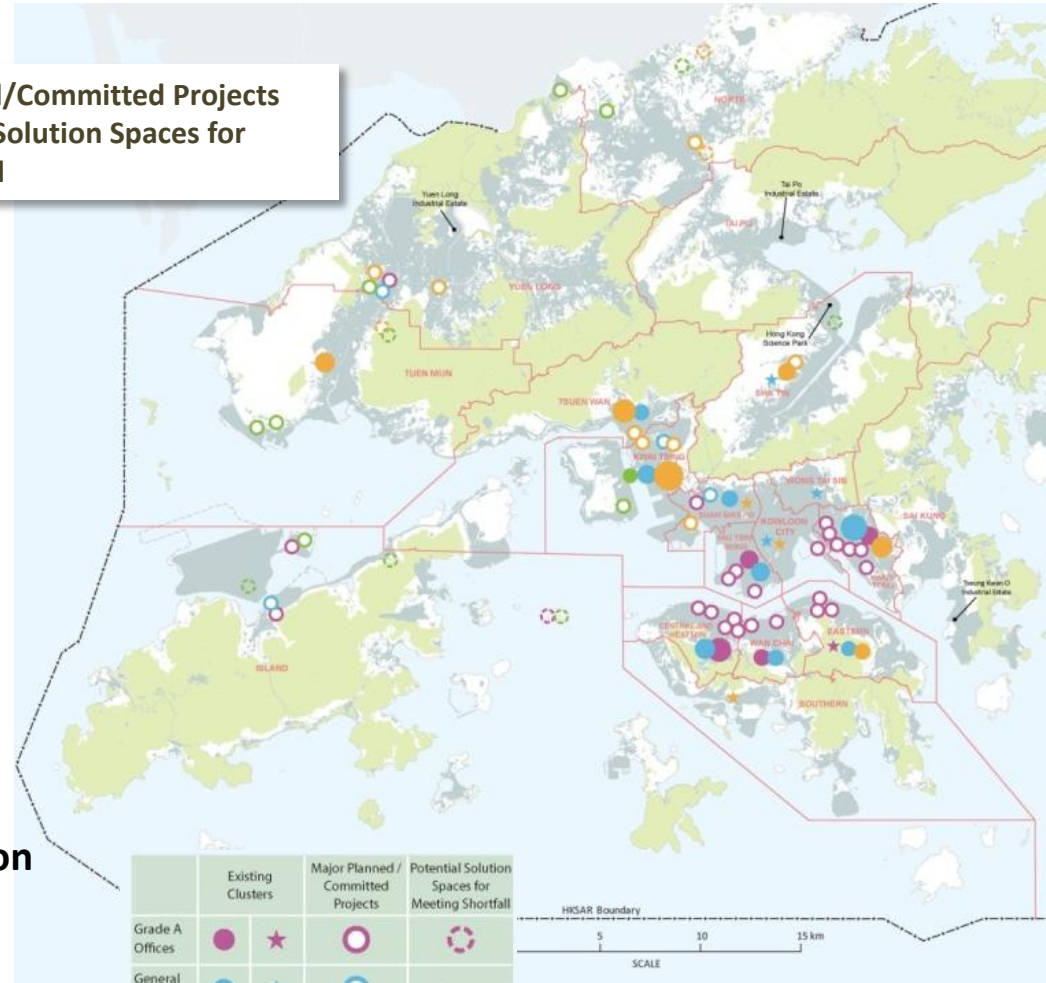 d/Committed Projects
Solution Spaces for
NORTH
Tai Po
Industrial Estate
Yuen Long
Industrial Estate
TAI PO
YUEN LONG
Hong Kong
Science Park
TUEN MUN
SHA TIN
TSUEN WAN
KWAI TSING
WONG TAI SIN
SHAM SHUI PO
KOWLOON
CITY
SAI KUNG
Tseung Kwan O
Industrial Estate
CENTRAL AND
WESTERN
WAN CHAI
EASTERN
ISLAND
SOUTHERN
on
Existing
Clusters
Major Planned /
Committed
Projects
Potential Solution
Spaces for
Meeting Shortfall
HKSAR Boundary
Grade A
Offices
5 10 15 km
SCALE
General